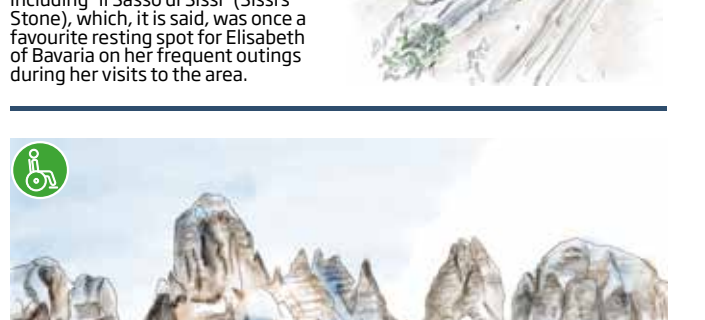 including "Il Sasso di Sissi" (Sissi's
Stone), which, it is said, was once a
favourite resting spot for Elisabeth
of Bavaria on her frequent outings
during her visits to the area.